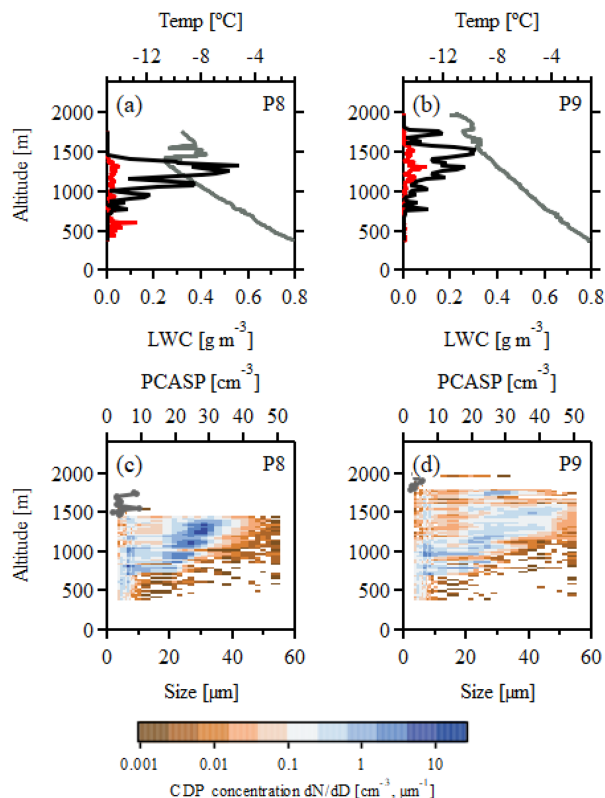 Temp [ºC]
Temp [ºC]
-12 -8 -4
-12 -8 -4
(a) P8
(b) P9
2000
1500
1000
500
0
2000
1500
1000
500
0
Altitude [m]
0.0 0.2 0.4 0.6 0.8
0.0 0.2 0.4 0.6 0.8
LWC [g m⁻³]
LWC [g m⁻³]
PCASP [cm⁻³]
PCASP [cm⁻³]
0 10 20 30 40 50
0 10 20 30 40 50
(c) P8
(d) P9
2000
1500
1000
500
0
2000
1500
1000
500
0
Altitude [m]
0 20 40 60
0 20 40 60
Size [µm]
Size [µm]
0.001 0.01 0.1 1 10
CDP concentration dN/dD [cm⁻³, µm⁻¹]